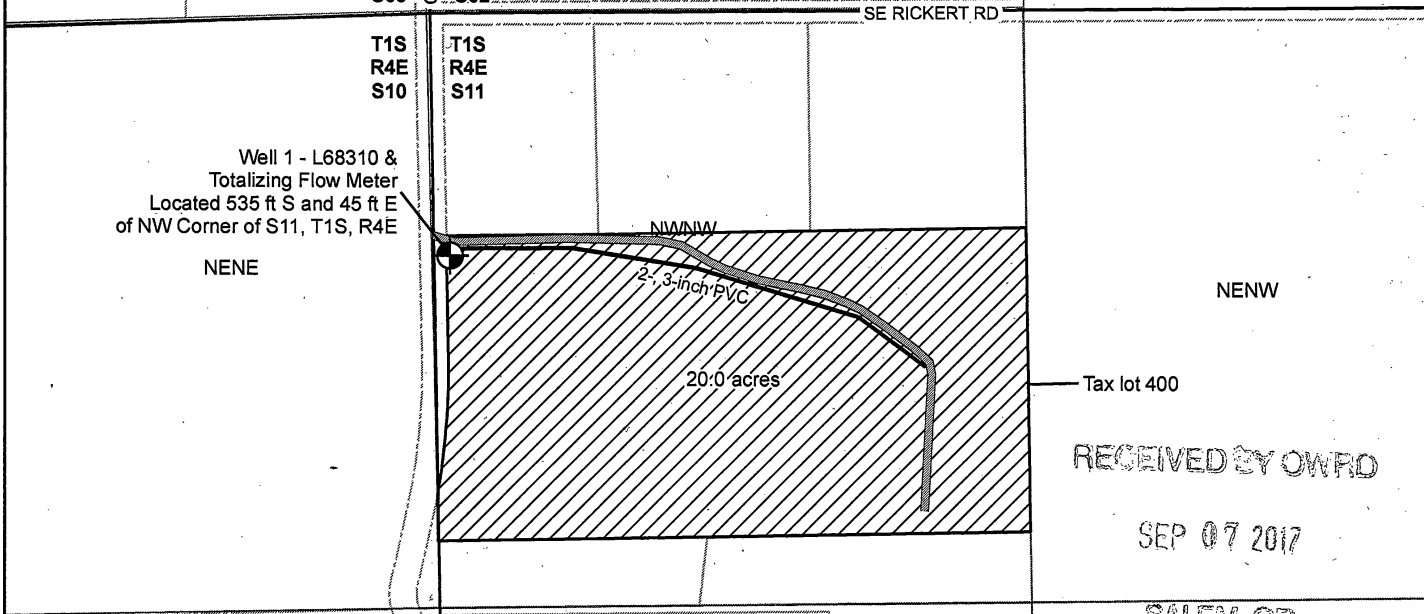 SE RICKERT RD
T1S T1S
R4E R4E
S10 S11
Well 1 - L68310 &
Totalizing Flow Meter
Located 535 ft S and 45 ft E
of NW Corner of S11, T1S, R4E
NENE
NWNW
2-, 3-inch PVC
NENW
20.0 acres
Tax lot 400
RECEIVED BY OWRD
SEP 07 2017